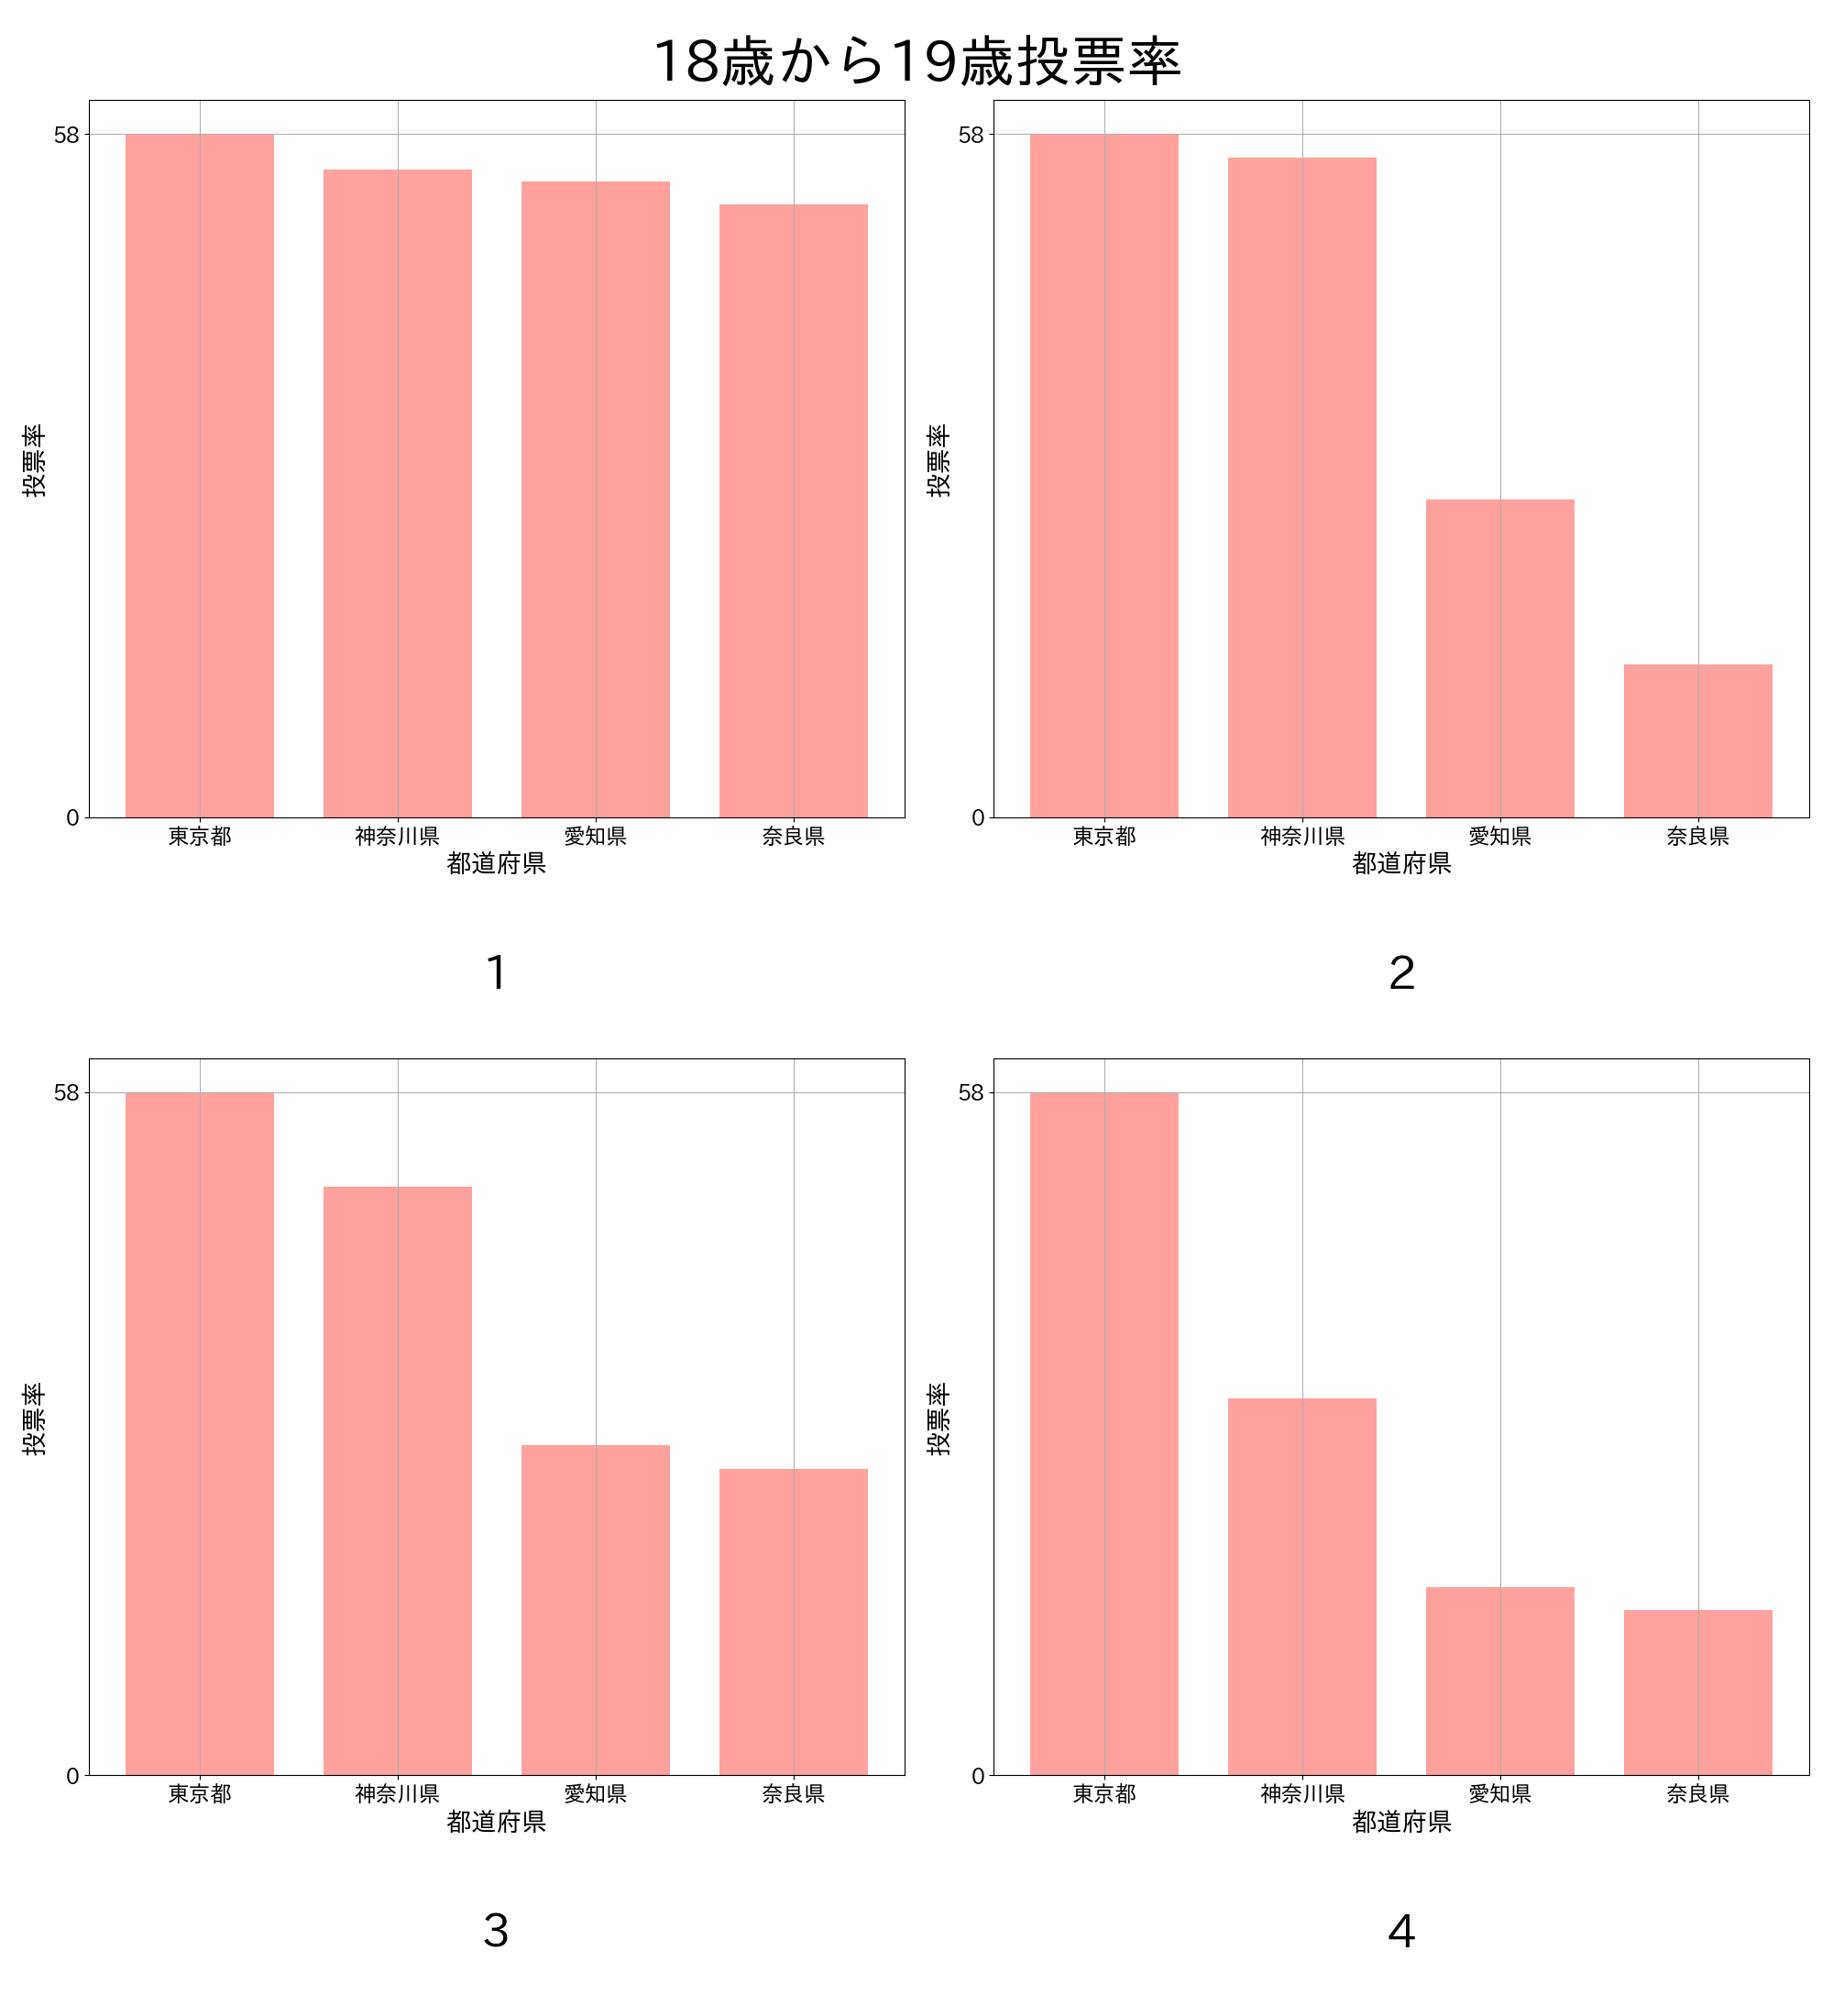 18歳から19歳投票率
58
0
投票率
東京都 神奈川県 愛知県 奈良県
都道府県
1
58
0
投票率
東京都 神奈川県 愛知県 奈良県
都道府県
2
58
0
投票率
東京都 神奈川県 愛知県 奈良県
都道府県
3
58
0
投票率
東京都 神奈川県 愛知県 奈良県
都道府県
4